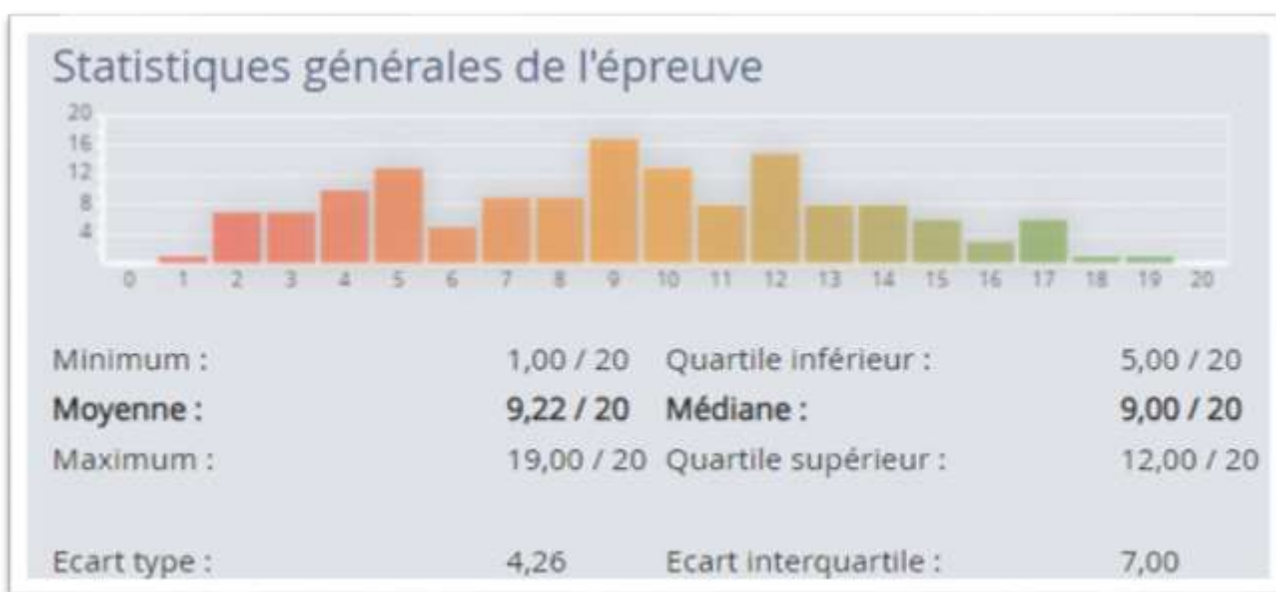 Statistiques générales de l'épreuve
20
16
12
8
4
0 1 2 3 4 5 6 7 8 9 10 11 12 13 14 15 16 17 18 19 20
Minimum : 1,00 / 20 Quartile inférieur : 5,00 / 20
Moyenne : 9,22 / 20 Médiane : 9,00 / 20
Maximum : 19,00 / 20 Quartile supérieur : 12,00 / 20
Ecart type : 4,26 Ecart interquartile : 7,00